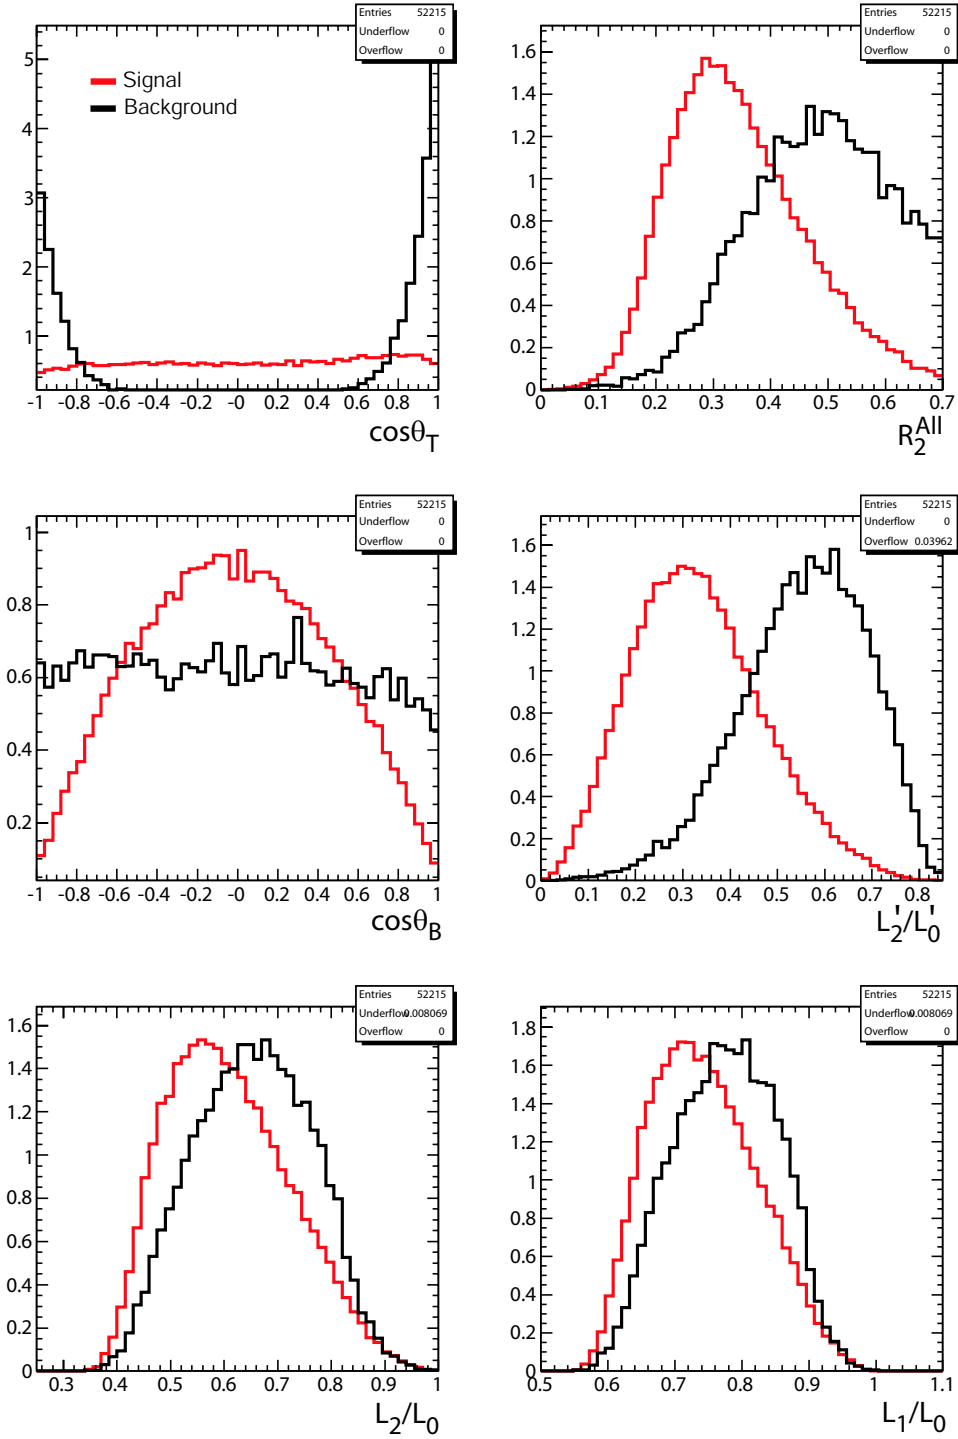 Entries 52215
Underflow 0
Overflow 0
Signal
Background
5
4
3
2
1
-1 -0.8 -0.6 -0.4 -0.2 -0 0.2 0.4 0.6 0.8 1
cosθ_T
Entries 52215
Underflow 0
Overflow 0
1.6
1.4
1.2
1
0.8
0.6
0.4
0.2
0
0 0.1 0.2 0.3 0.4 0.5 0.6 0.7
R_2^All
Entries 52215
Underflow 0
Overflow 0
1
0.8
0.6
0.4
0.2
-1 -0.8 -0.6 -0.4 -0.2 -0 0.2 0.4 0.6 0.8 1
cosθ_B
Entries 52215
Underflow 0
Overflow 0.03962
1.6
1.4
1.2
1
0.8
0.6
0.4
0.2
0
0 0.1 0.2 0.3 0.4 0.5 0.6 0.7 0.8
L_2'/L_0'
Entries 52215
Underflow 0.008069
Overflow 0
1.6
1.4
1.2
1
0.8
0.6
0.4
0.2
0
0.3 0.4 0.5 0.6 0.7 0.8 0.9 1
L_2/L_0
Entries 52215
Underflow 0.008069
Overflow 0
1.8
1.6
1.4
1.2
1
0.8
0.6
0.4
0.2
0
0.5 0.6 0.7 0.8 0.9 1 1.1
L_1/L_0